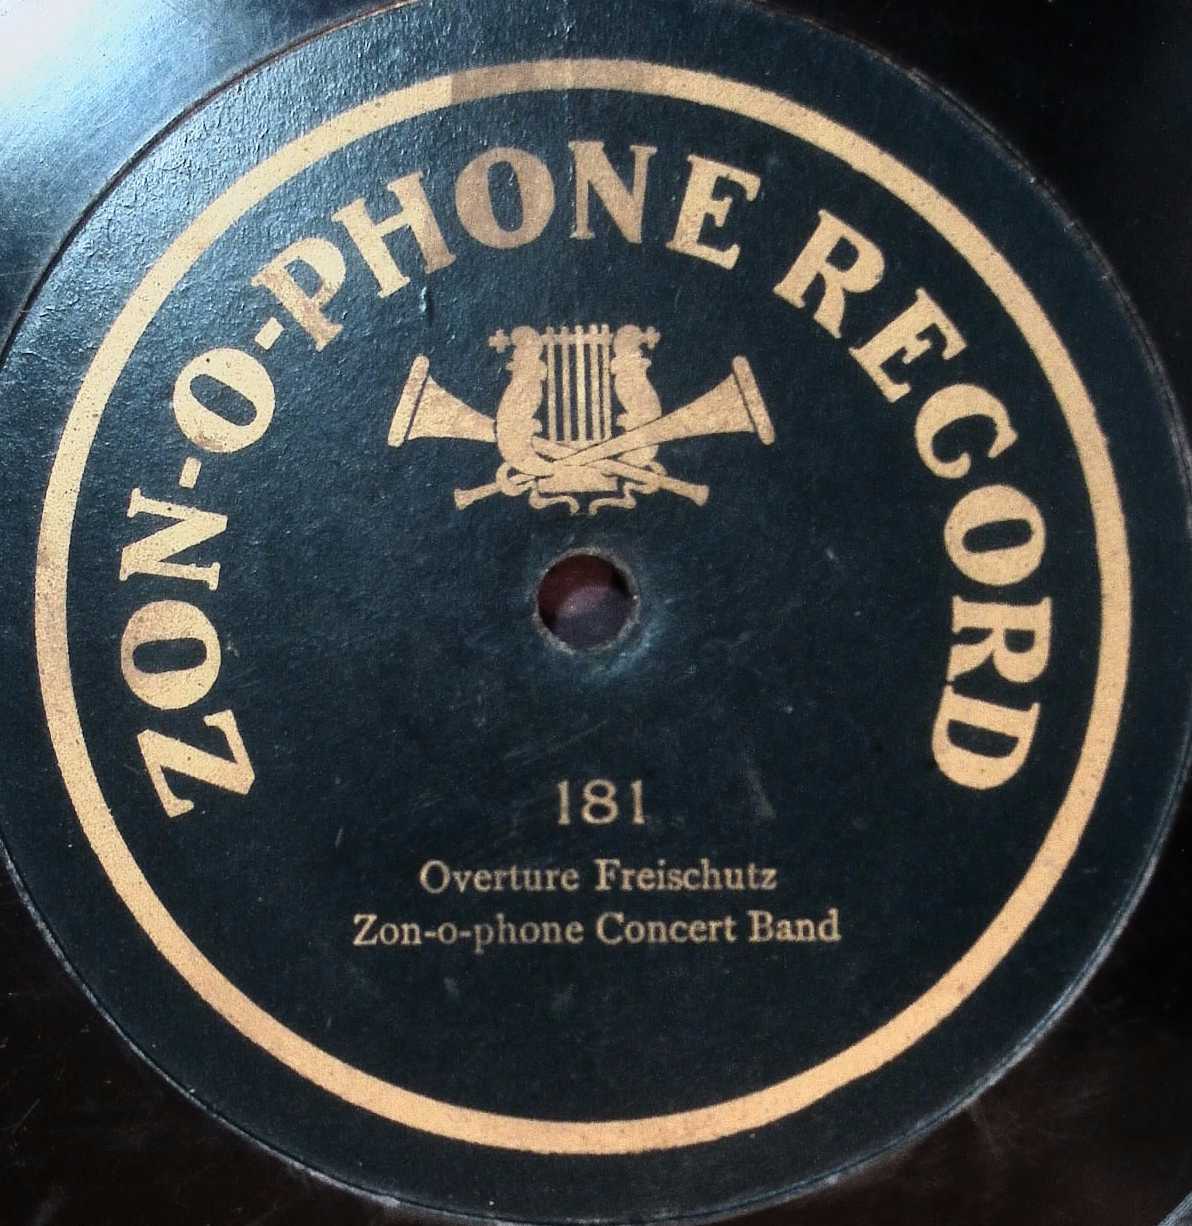 ZON-O-PHONE RECORD
181
Overture Freischutz
Zon-o-phone Concert Band